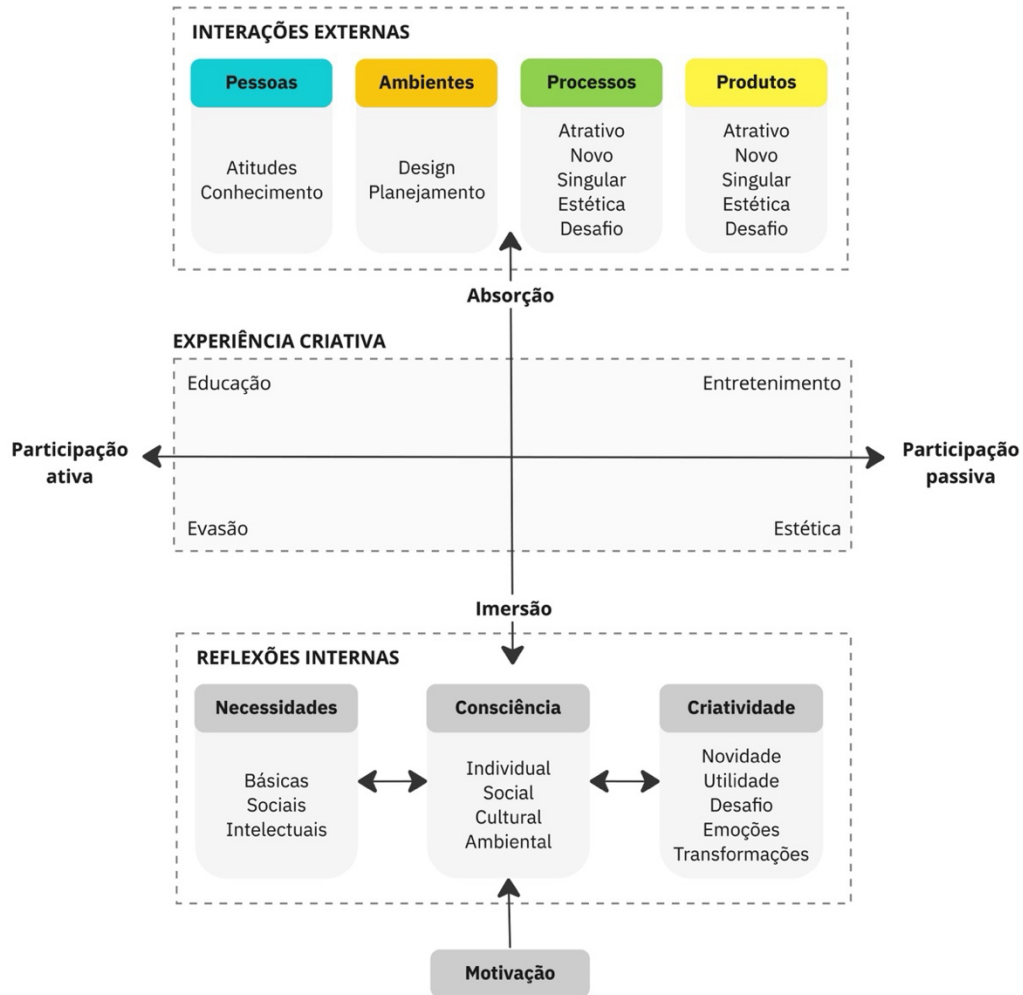 INTERAÇÕES EXTERNAS
Pessoas
Atitudes
Conhecimento
Ambientes
Design
Planejamento
Processos
Atrativo
Novo
Singular
Estética
Desafio
Produtos
Atrativo
Novo
Singular
Estética
Desafio
Absorção
EXPERIÊNCIA CRIATIVA
Educação
Entretenimento
Participação
ativa
Participação
passiva
Evasão
Estética
Imersão
REFLEXÕES INTERNAS
Necessidades
Básicas
Sociais
Intelectuais
Consciência
Individual
Social
Cultural
Ambiental
Criatividade
Novidade
Utilidade
Desafio
Emoções
Transformações
Motivação